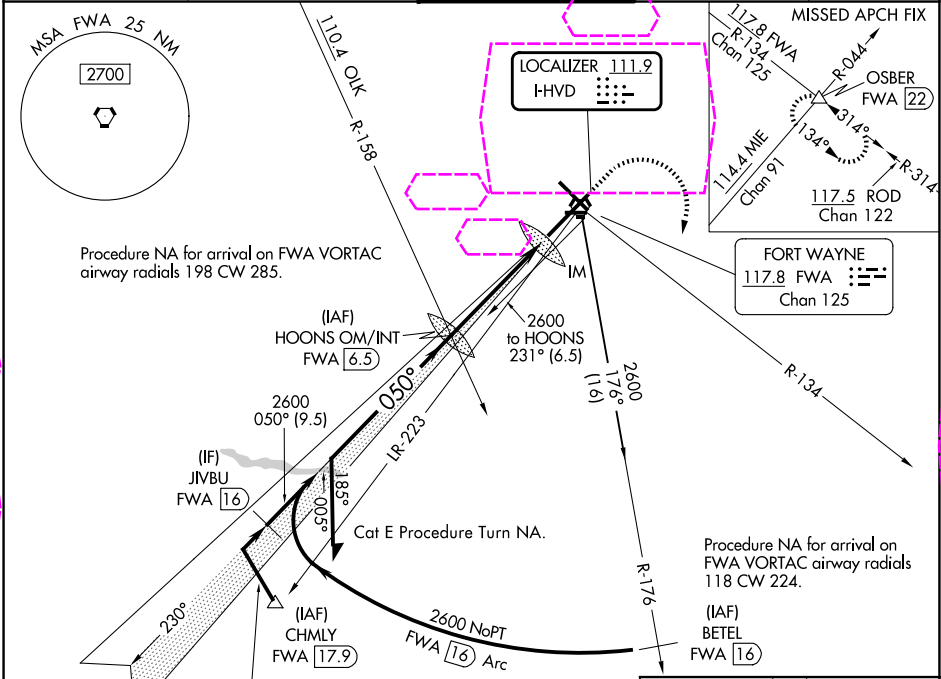 MSA FWA 25 NM
2700
110.4 OLK
R-158
LOCALIZER 111.9
I-HVD
117.8 FWA
R-134
Chan 125
MISSED APCH FIX
R-044
OSBER
FWA 22
314°
134°
R-314
114.4 MIE
Chan 91
117.5 ROD
Chan 122
Procedure NA for arrival on FWA VORTAC
airway radials 198 CW 285.
IM
FORT WAYNE
117.8 FWA
Chan 125
(IAF)
HOONS OM/INT
FWA 6.5
2600
to HOONS
231° (6.5)
2600
176°
(16)
R-134
050°
2600
050° (9.5)
LR-223
(IF)
JIVBU
FWA 16
185°
005°
Cat E Procedure Turn NA.
Procedure NA for arrival on
FWA VORTAC airway radials
118 CW 224.
R-176
230°
(IAF)
CHMLY
FWA 17.9
2600 NoPT
FWA 16 Arc
(IAF)
BETEL
FWA 16